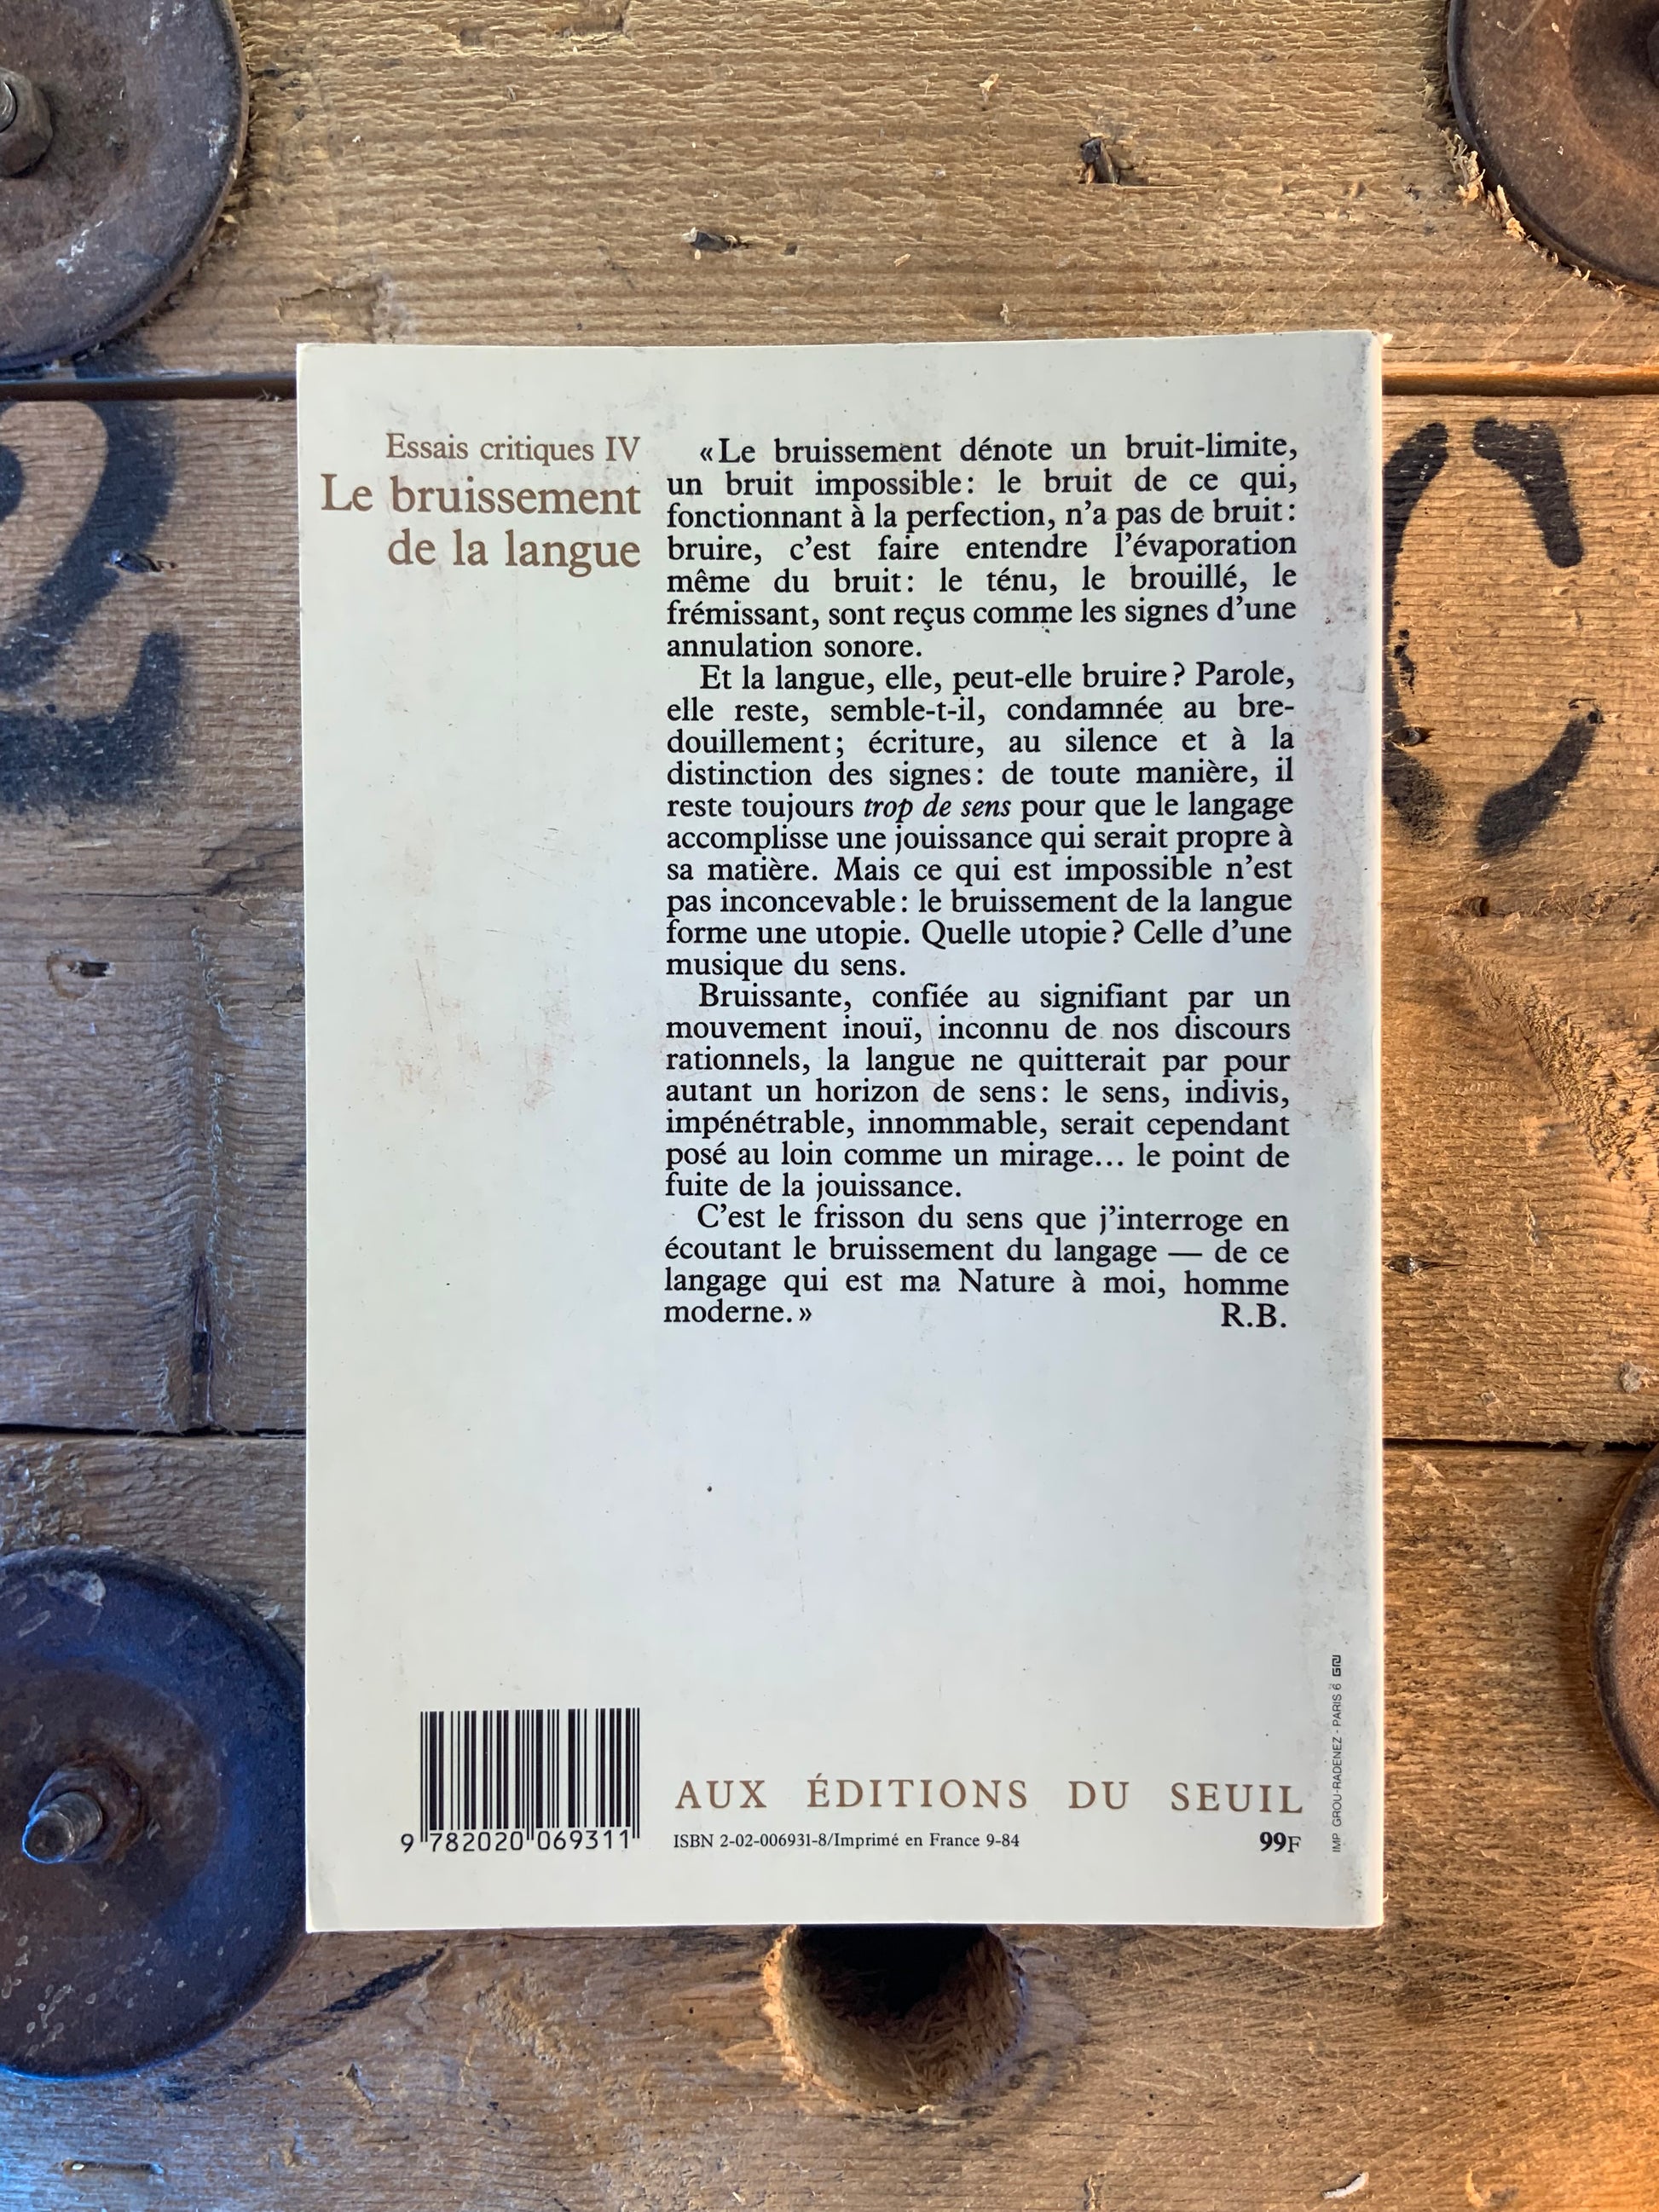 Essais critiques IV
Le bruissement
de la langue
«Le bruissement dénote un bruit-limite,
un bruit impossible: le bruit de ce qui,
fonctionnant à la perfection, n'a pas de bruit:
bruire, c'est faire entendre l'évaporation
même du bruit: le ténu, le brouillé, le
frémissant, sont reçus comme les signes d'une
annulation sonore.
Et la langue, elle, peut-elle bruire? Parole,
elle reste, semble-t-il, condamnée au bre-
douillement; écriture, au silence et à la
distinction des signes: de toute manière, il
reste toujours trop de sens pour que le langage
accomplisse une jouissance qui serait propre à
sa matière. Mais ce qui est impossible n'est
pas inconcevable: le bruissement de la langue
forme une utopie. Quelle utopie? Celle d'une
musique du sens.
Bruissante, confiée au signifiant par un
mouvement inouï, inconnu de nos discours
rationnels, la langue ne quitterait par pour
autant un horizon de sens: le sens, indivis,
impénétrable, innommable, serait cependant
posé au loin comme un mirage... le point de
fuite de la jouissance.
C'est le frisson du sens que j'interroge en
écoutant le bruissement du langage — de ce
langage qui est ma Nature à moi, homme
moderne.» R.B.
9 782020 069311
AUX ÉDITIONS DU SEUIL
ISBN 2-02-006931-8/Imprimé en France 9-84 99F
IMP. GROU-RADENEZ - PARIS 6
2
C